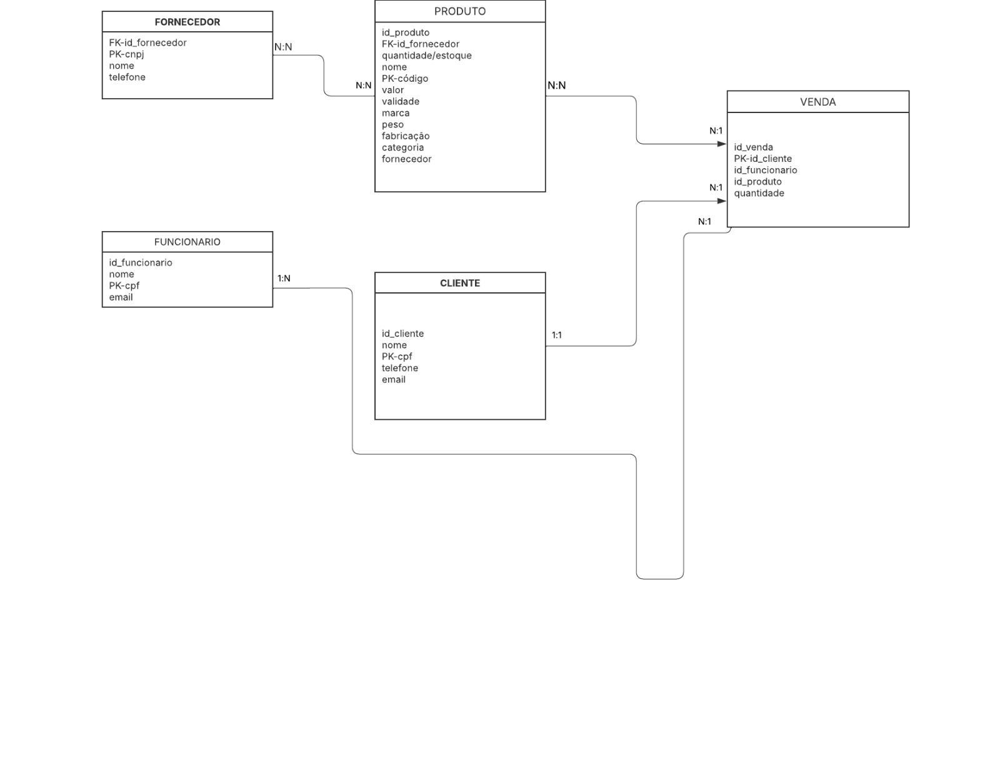 FORNECEDOR
FK-id_fornecedor
PK-cnpj
nome
telefone
N:N
N:N
PRODUTO
id_produto
FK-id_fornecedor
quantidade/estoque
nome
PK-código
valor
validade
marca
peso
fabricação
categoria
fornecedor
N:N
N:1
VENDA
id_venda
PK-id_cliente
id_funcionario
id_produto
quantidade
N:1
N:1
FUNCIONARIO
id_funcionario
nome
PK-cpf
email
1:N
CLIENTE
id_cliente
nome
PK-cpf
telefone
email
1:1